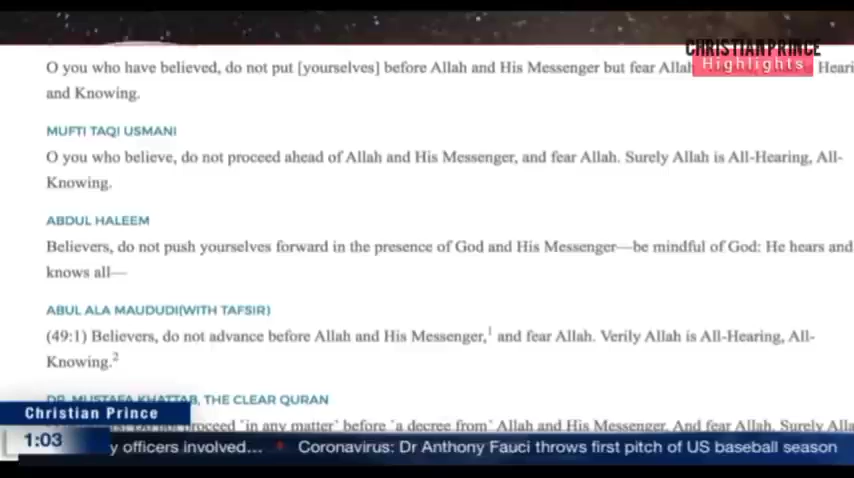 CHRISTIAN PRINCE
Highlights
O you who have believed, do not put [yourselves] before Allah and His Messenger but fear Allah
and Knowing.
MUFTI TAQI USMANI
O you who believe, do not proceed ahead of Allah and His Messenger, and fear Allah. Surely Allah is All-Hearing, All-
Knowing.
ABDUL HALEEM
Believers, do not push yourselves forward in the presence of God and His Messenger—be mindful of God: He hears and
knows all—
ABUL ALA MAUDUDI(WITH TAFSIR)
(49:1) Believers, do not advance before Allah and His Messenger,¹ and fear Allah. Verily Allah is All-Hearing, All-
Knowing.²
DR. MUSTAFA KHATTAB, THE CLEAR QURAN
Do not proceed ˹in any matter˺ before ˹a decree from˺ Allah and His Messenger. And fear Allah. Surely
Christian Prince
1:03
officers involved... Coronavirus: Dr Anthony Fauci throws first pitch of US baseball season